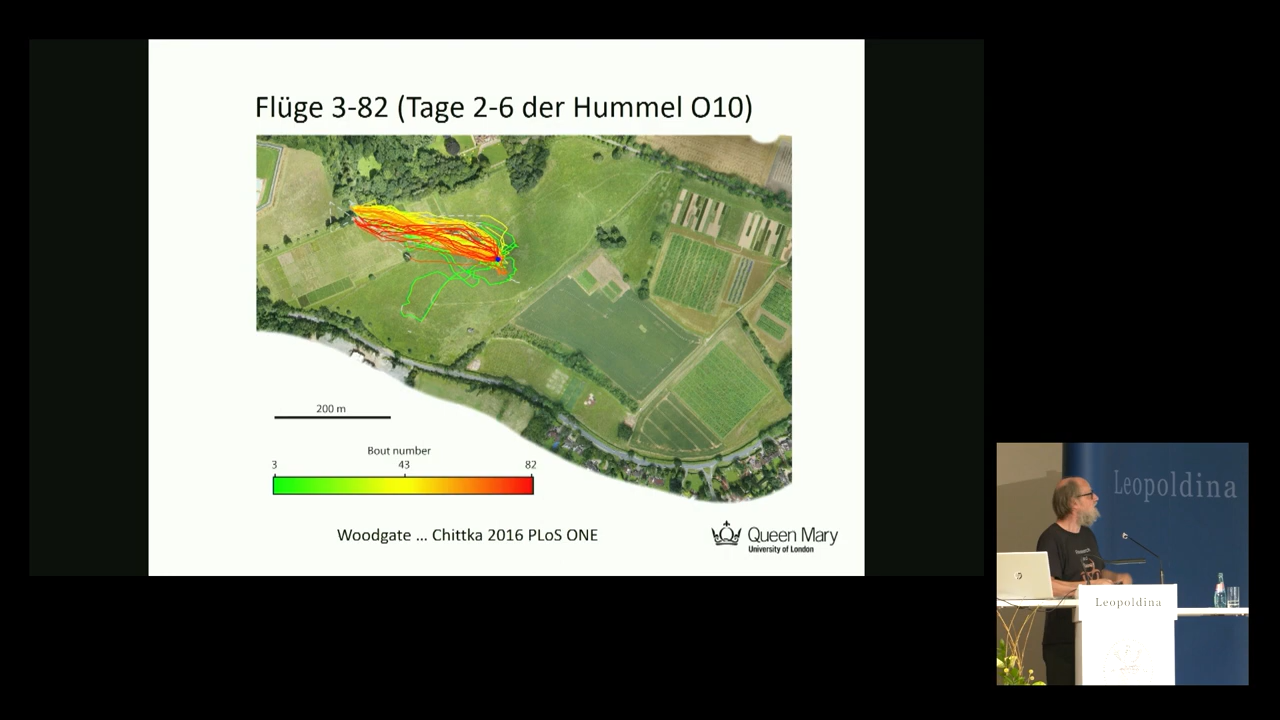 Flüge 3-82 (Tage 2-6 der Hummel O10)
200 m
Bout number
3 43 82
Woodgate ... Chittka 2016 PLoS ONE
Queen Mary
University of London
Leopoldina
Leopoldina